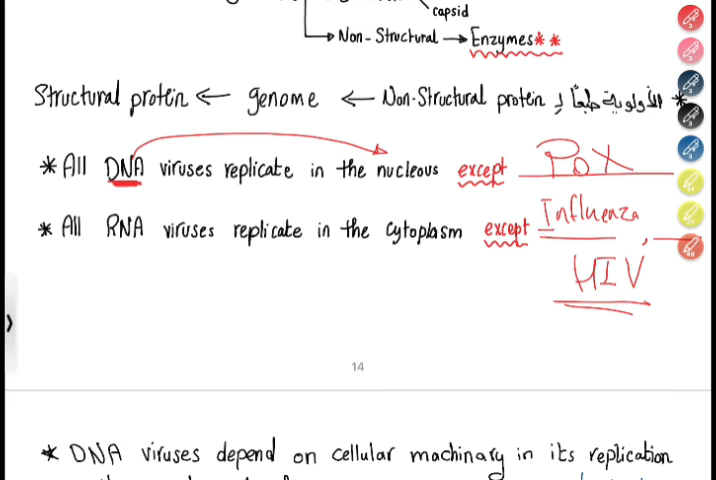 capsid
Non-Structural → Enzymes**
* الأولوية طبعًا لـ Non-Structural protein ← genome ← Structural protein
* All DNA viruses replicate in the nucleous except Pox
* All RNA viruses replicate in the cytoplasm except Influenza,
HIV
14
* DNA viruses depend on cellular machinary in its replication